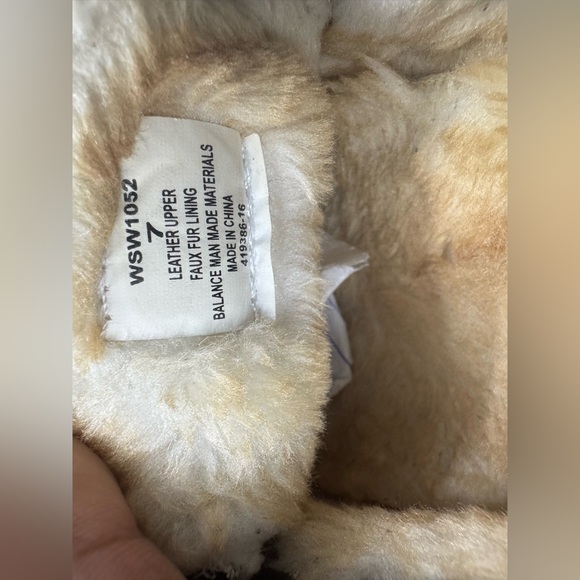 WSW1052
7
LEATHER UPPER
FAUX FUR LINING
BALANCE MAN MADE MATERIALS
MADE IN CHINA
419386-16